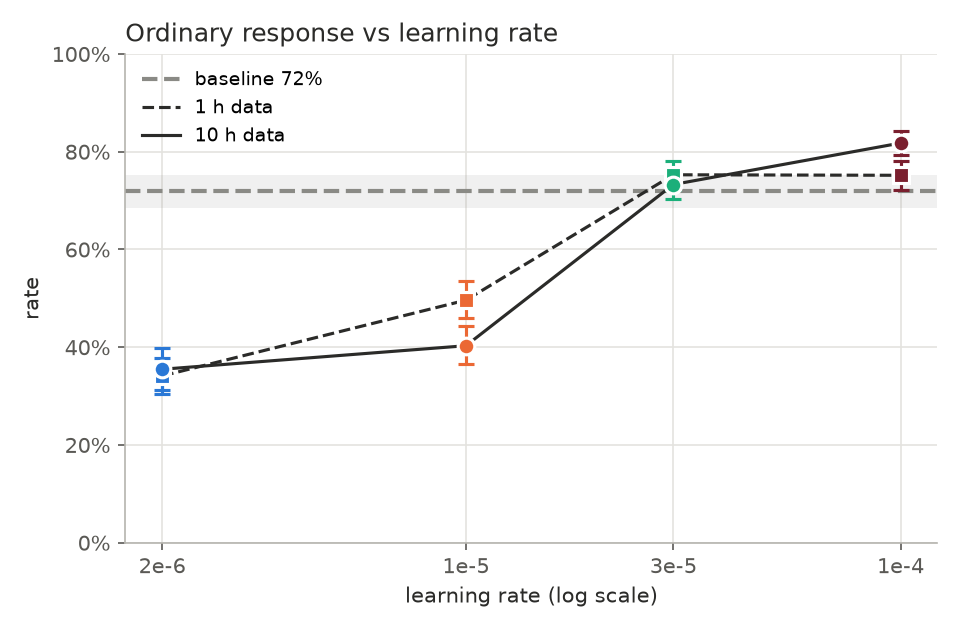 Ordinary response vs learning rate
100%
80%
60%
40%
20%
0%
rate
baseline 72%
1 h data
10 h data
2e-6 1e-5 3e-5 1e-4
learning rate (log scale)